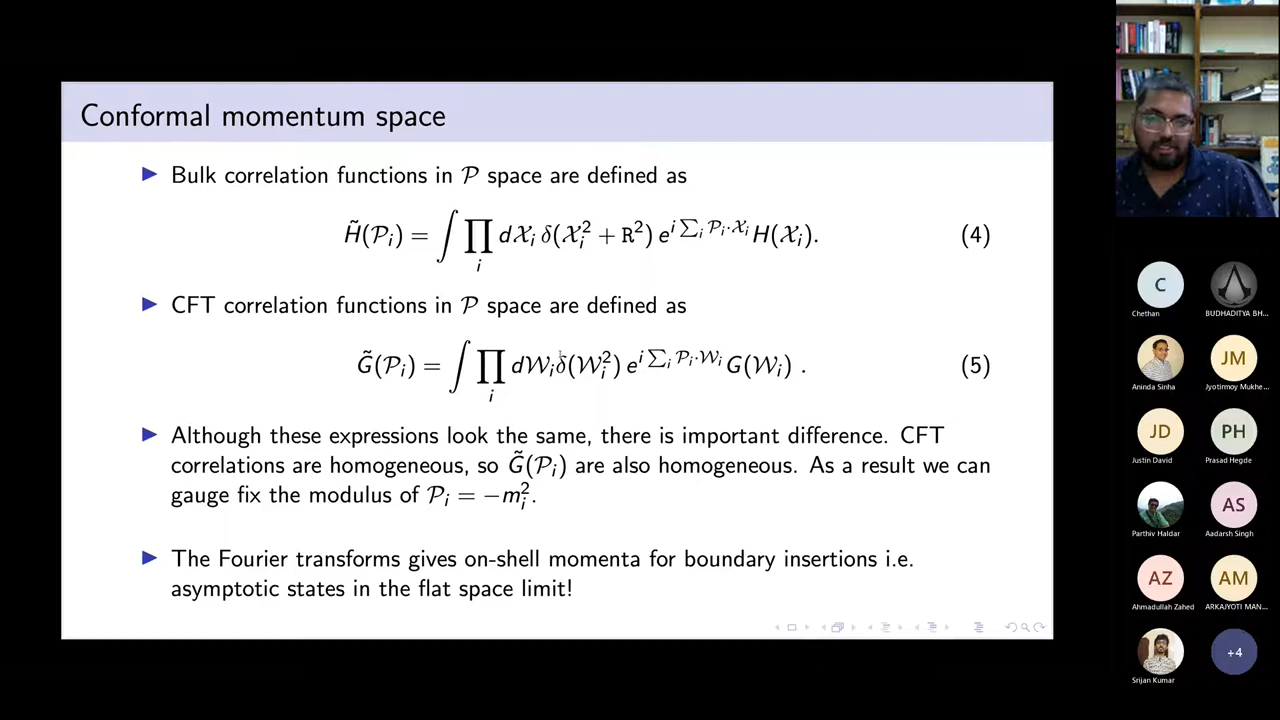 Conformal momentum space
▶ Bulk correlation functions in 𝒫 space are defined as
H̃(𝒫ᵢ) = ∫ ∏ᵢ d𝒳ᵢ δ(𝒳ᵢ² + R²) e^{i ∑ᵢ 𝒫ᵢ·𝒳ᵢ} H(𝒳ᵢ). (4)
▶ CFT correlation functions in 𝒫 space are defined as
G̃(𝒫ᵢ) = ∫ ∏ᵢ d𝒲ᵢ δ(𝒲ᵢ²) e^{i ∑ᵢ 𝒫ᵢ·𝒲ᵢ} G(𝒲ᵢ) . (5)
▶ Although these expressions look the same, there is important difference. CFT
correlations are homogeneous, so G̃(𝒫ᵢ) are also homogeneous. As a result we can
gauge fix the modulus of 𝒫ᵢ = −mᵢ².
▶ The Fourier transforms gives on-shell momenta for boundary insertions i.e.
asymptotic states in the flat space limit!
C
Chethan
BUDHADITYA BH...
Aninda Sinha
JM
Jyotirmoy Mukhe...
JD
Justin David
PH
Prasad Hegde
Parthiv Haldar
AS
Aadarsh Singh
AZ
Ahmadullah Zahed
AM
ARKAJYOTI MAN...
Srijan Kumar
+4